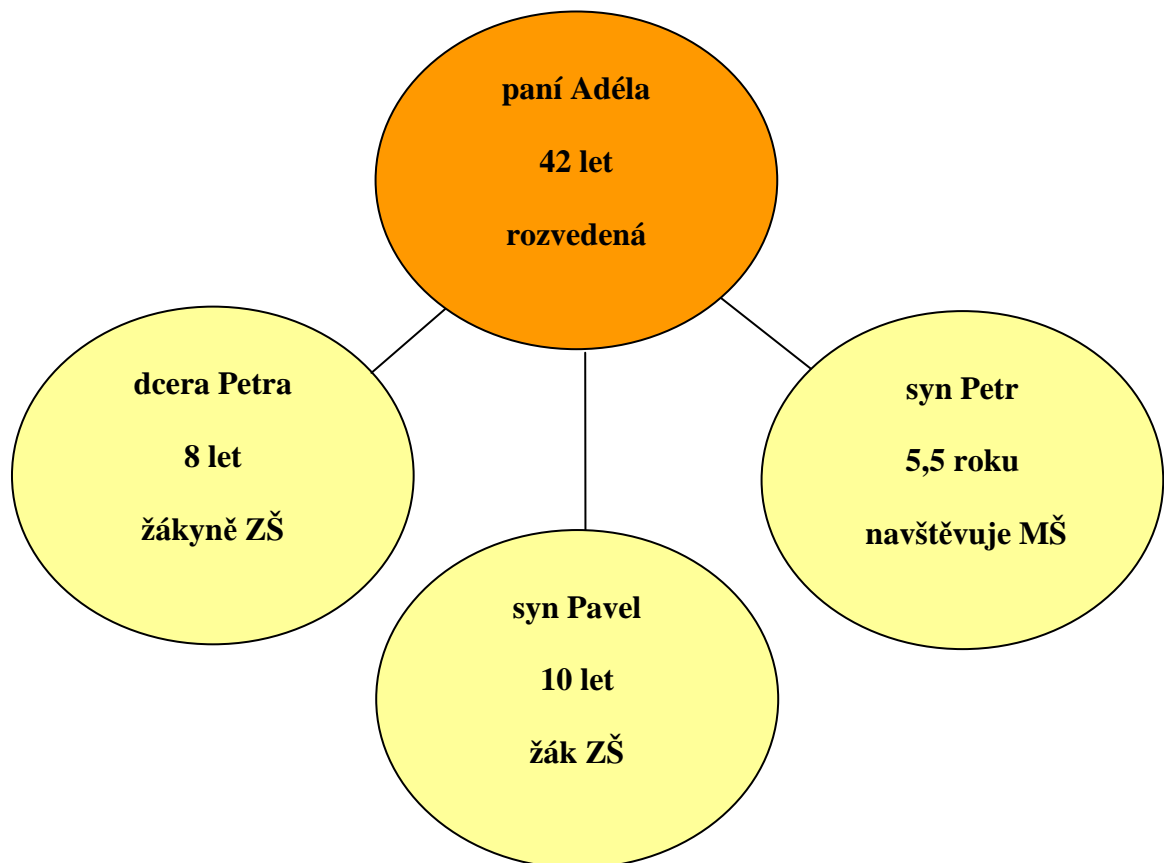 paní Adéla
42 let
rozvedená
dcera Petra
8 let
žákyně ZŠ
syn Pavel
10 let
žák ZŠ
syn Petr
5,5 roku
navštěvuje MŠ